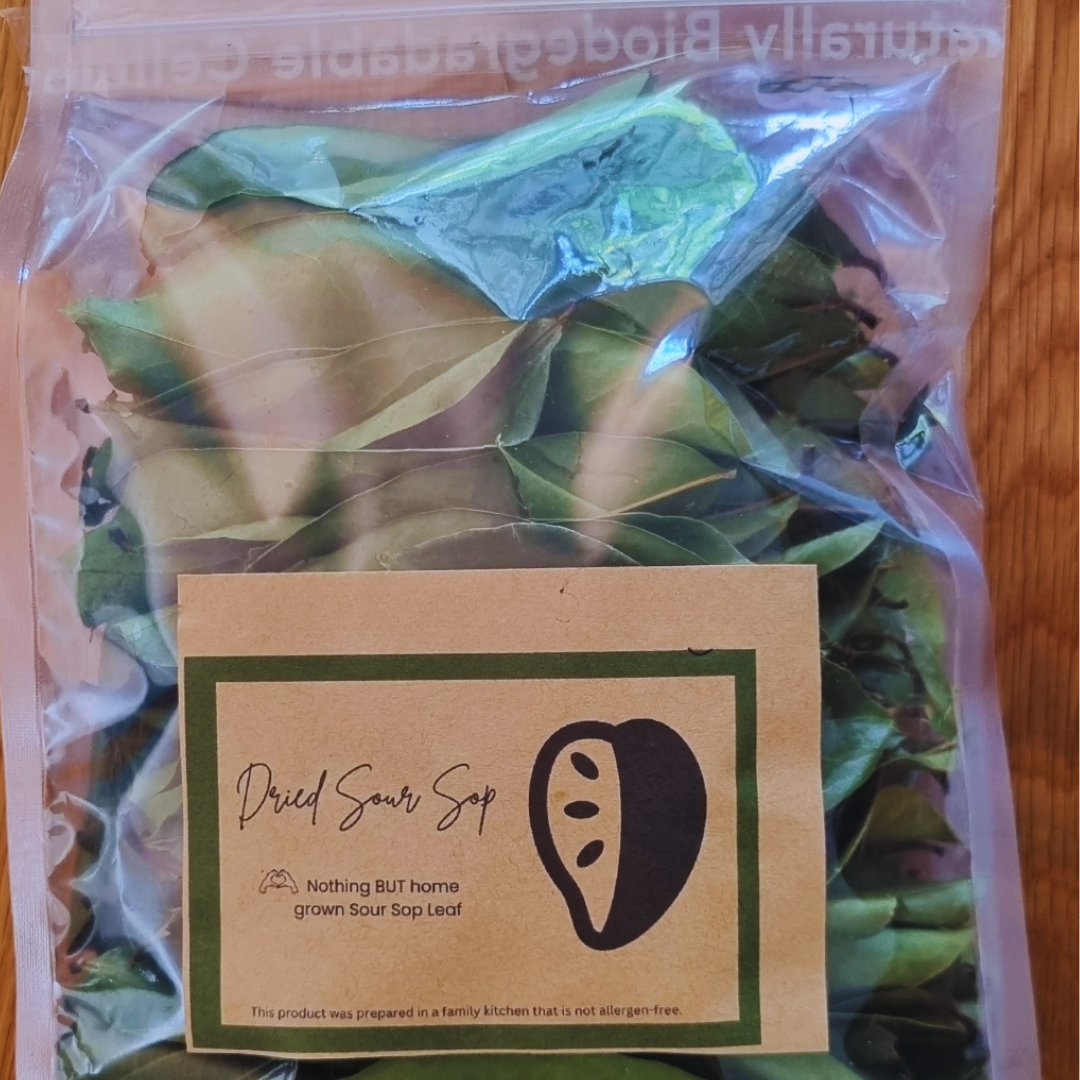 Naturally Biodegradable
Dried Sour Sop
Nothing BUT home
grown Sour Sop Leaf
This product was prepared in a family kitchen that is not allergen-free.